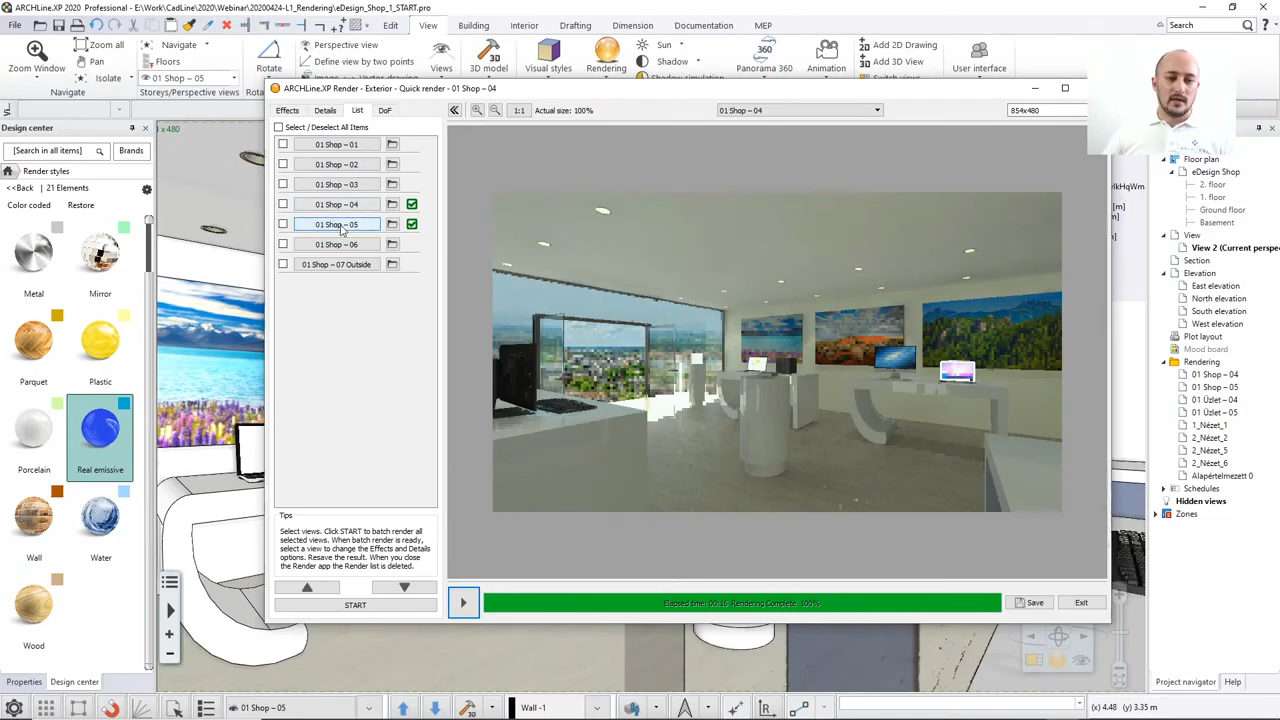 ARCHLine.XP 2020 Professional - E:\Work\CadLine\Webinar\20200424-L1_Rendering\eDesign_Shop_1_START.pro
File
Edit
View
Building
Interior
Drafting
Dimension
Documentation
MEP
Search
Zoom Window
Zoom all
Pan
Isolate
Navigate
Floors
01 Shop – 05
Navigate
Storeys/Perspective views
Rotate
Perspective view
Define view by two points
Views
3D model
Visual styles
Rendering
Sun
Shadow
Panorama 360
Animation
Add 2D Drawing
Add 3D View
User interface
ARCHLine.XP Render - Exterior - Quick render - 01 Shop – 04
Effects
Details
List
DoF
1:1
Actual size: 100%
01 Shop – 04
854x480
Select / Deselect All Items
01 Shop – 01
01 Shop – 02
01 Shop – 03
01 Shop – 04
01 Shop – 05
01 Shop – 06
01 Shop – 07 Outside
Tips
Select views. Click START to batch render all
selected views. When batch render is ready,
select a view to change the Effects and Details
options. Resave the result. When you close
the Render app the Render list is deleted.
START
Elapsed time: 00:16 Rendering Complete: 100%
Save
Exit
Design center
[Search in all items]
Brands
Render styles
<<Back
21 Elements
Color coded
Restore
Metal
Mirror
Parquet
Plastic
Porcelain
Real emissive
Wall
Water
Wood
Properties
Design center
x 480
Floor plan
eDesign Shop
2. floor
1. floor
Ground floor
Basement
View
View 2 (Current perspe
Section
Elevation
East elevation
North elevation
South elevation
West elevation
Plot layout
Mood board
Rendering
01 Shop – 04
01 Shop – 05
01 Üzlet – 04
01 Üzlet – 05
1_Nézet_1
2_Nézet_2
2_Nézet_5
2_Nézet_6
Alapértelmezett 0
Schedules
Hidden views
Zones
Project navigator
Help
01 Shop – 05
Wall -1
(x) 4.48 (y) 3.35 m